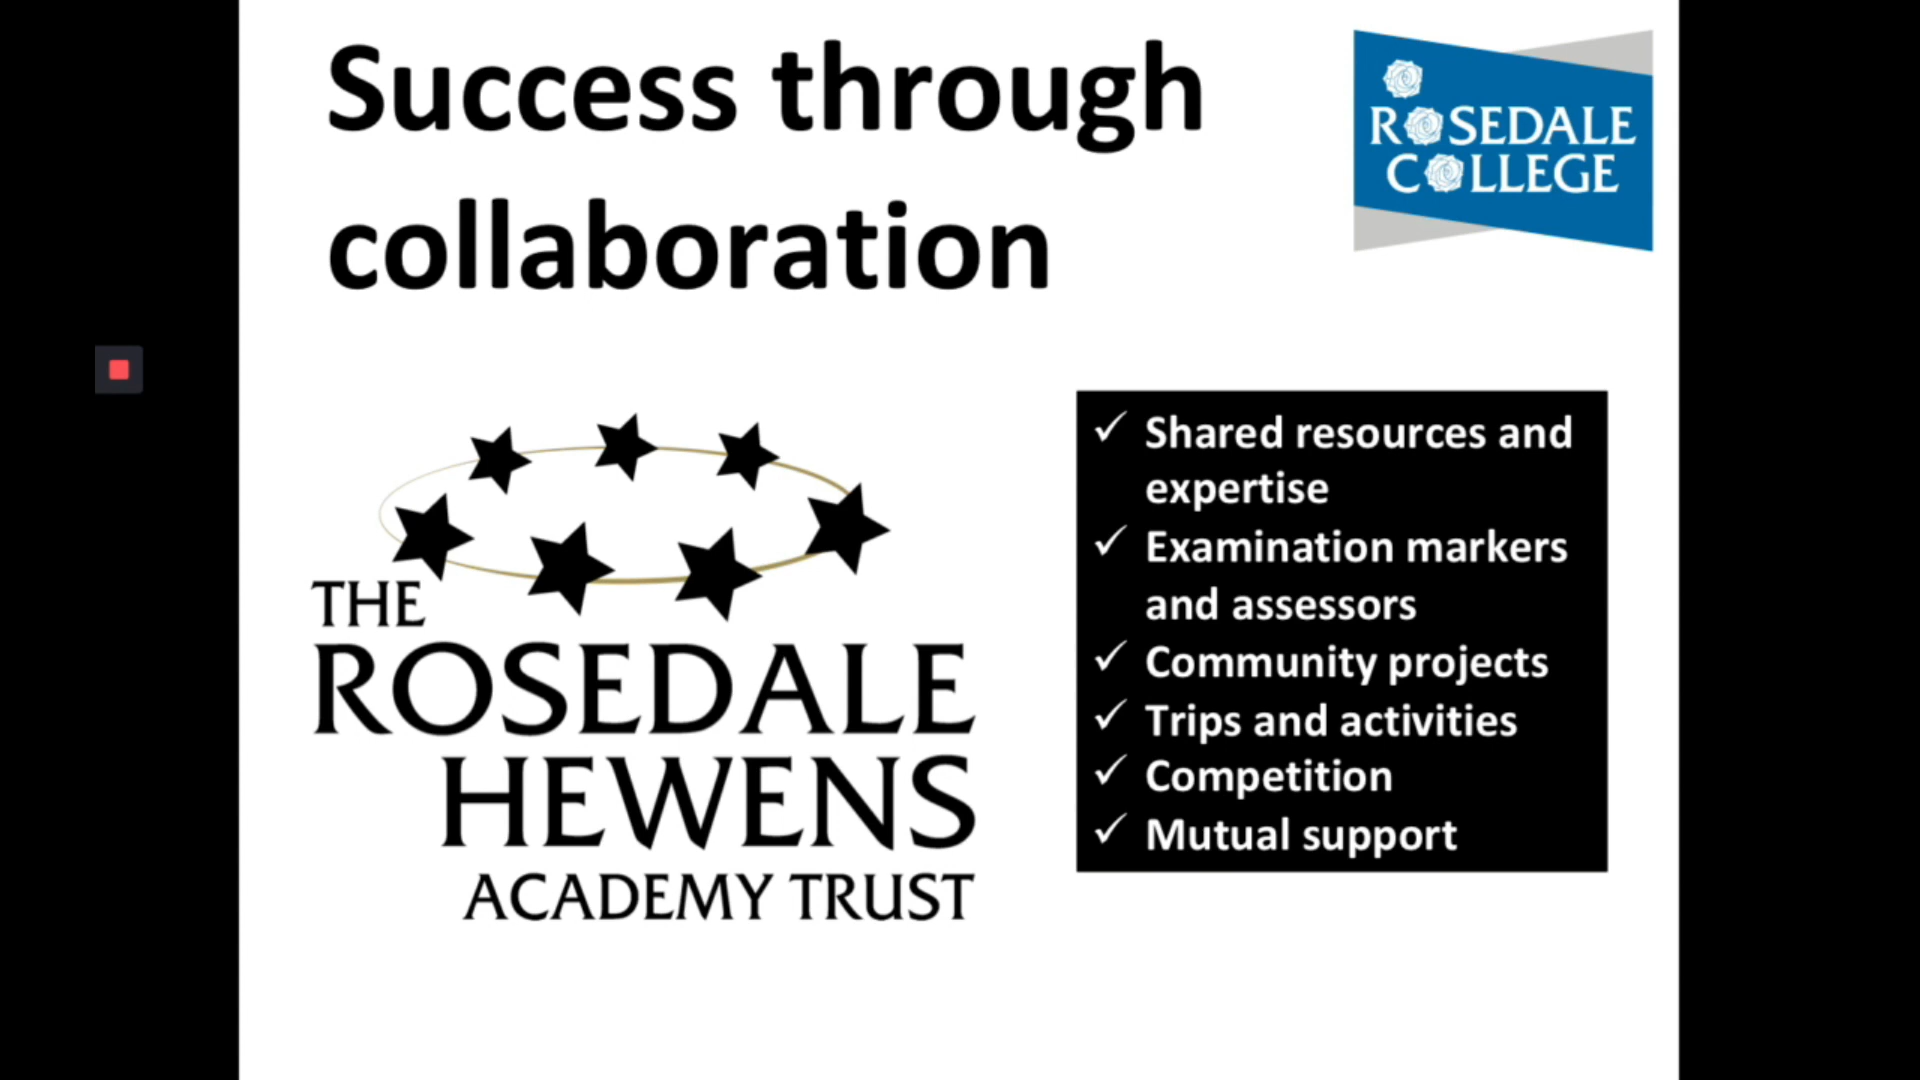 Success through
collaboration
ROSEDALE
COLLEGE
THE
ROSEDALE
HEWENS
ACADEMY TRUST
✓ Shared resources and
expertise
✓ Examination markers
and assessors
✓ Community projects
✓ Trips and activities
✓ Competition
✓ Mutual support